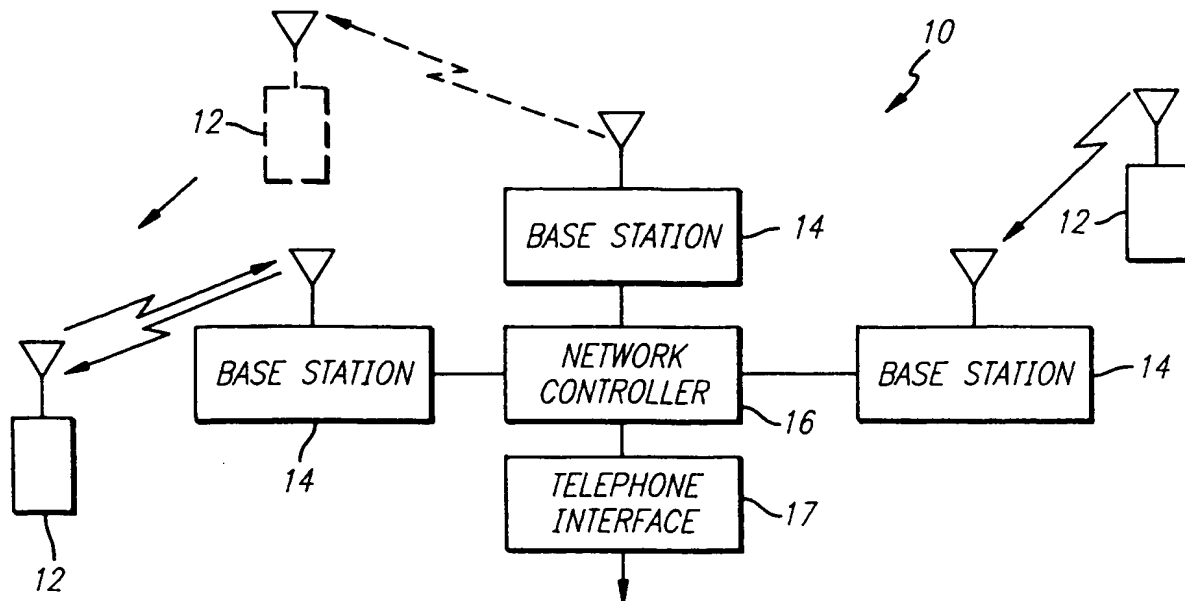 10
12
12
BASE STATION
14
BASE STATION
14
NETWORK
CONTROLLER
16
BASE STATION
14
TELEPHONE
INTERFACE
17
12